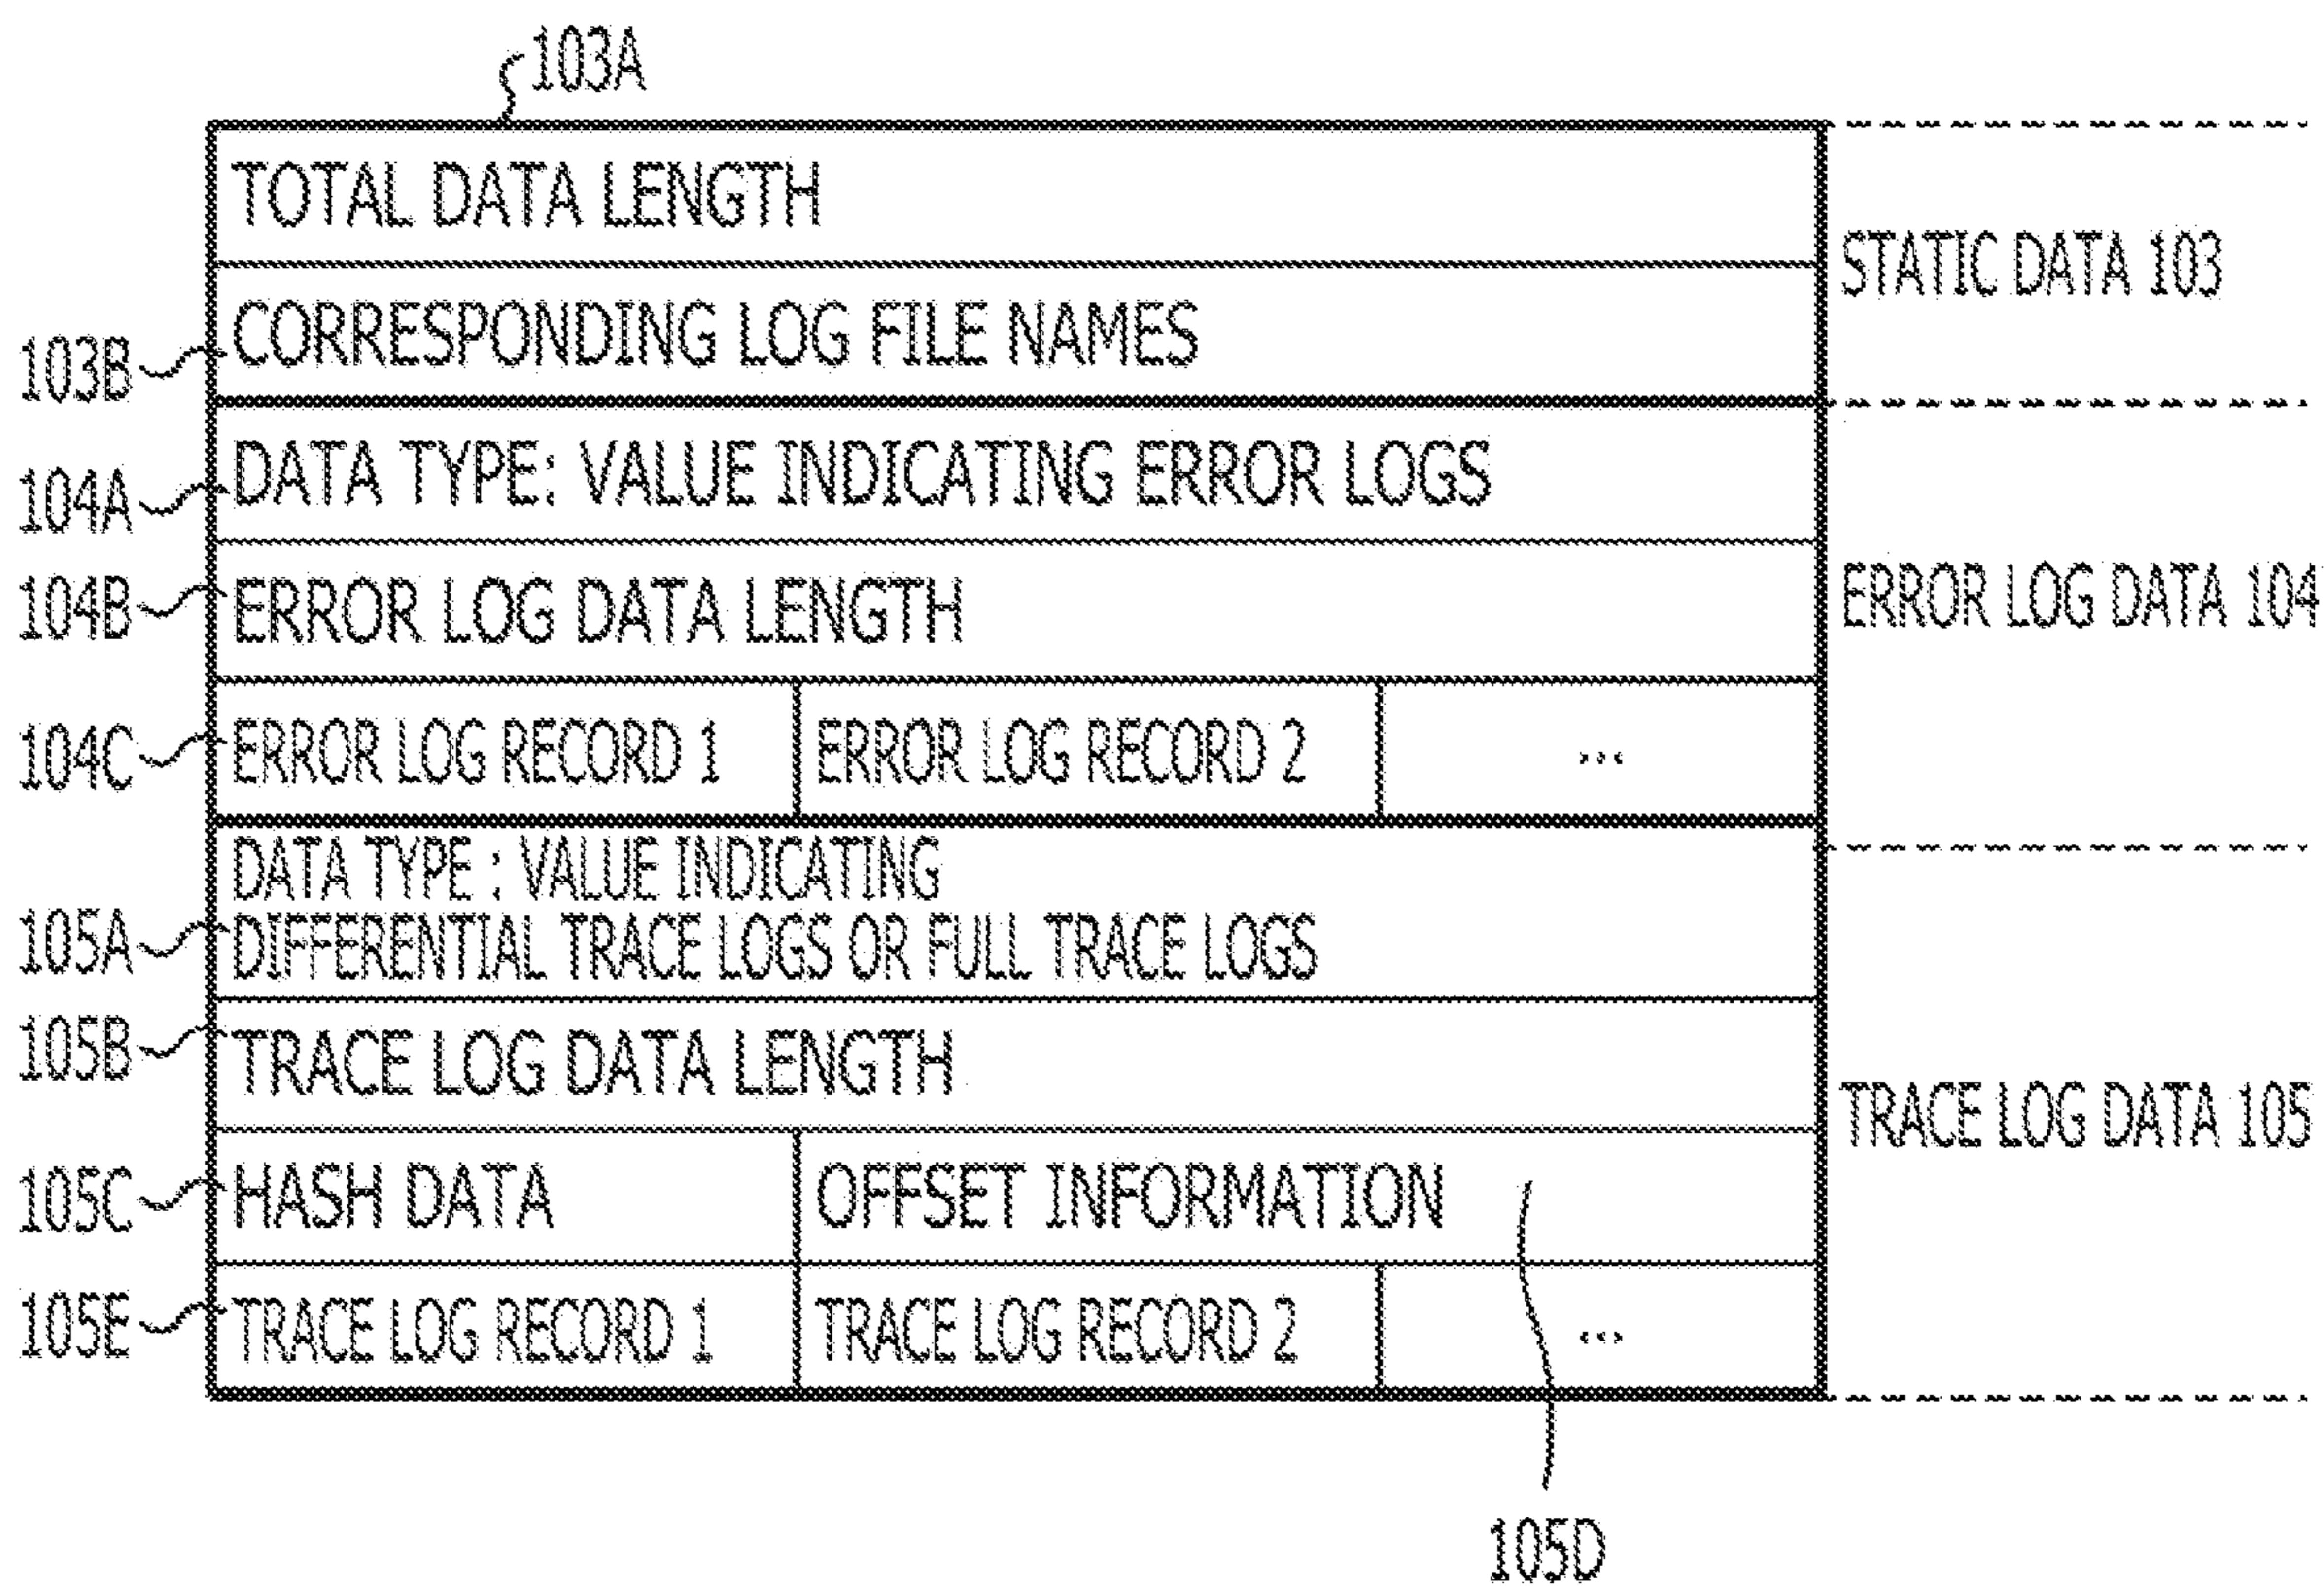 103A
TOTAL DATA LENGTH
STATIC DATA 103
103B
CORRESPONDING LOG FILE NAMES
104A
DATA TYPE: VALUE INDICATING ERROR LOGS
104B
ERROR LOG DATA LENGTH
ERROR LOG DATA 104
104C
ERROR LOG RECORD 1
ERROR LOG RECORD 2
...
DATA TYPE : VALUE INDICATING
105A
DIFFERENTIAL TRACE LOGS OR FULL TRACE LOGS
105B
TRACE LOG DATA LENGTH
TRACE LOG DATA 105
105C
HASH DATA
OFFSET INFORMATION
105E
TRACE LOG RECORD 1
TRACE LOG RECORD 2
...
105D